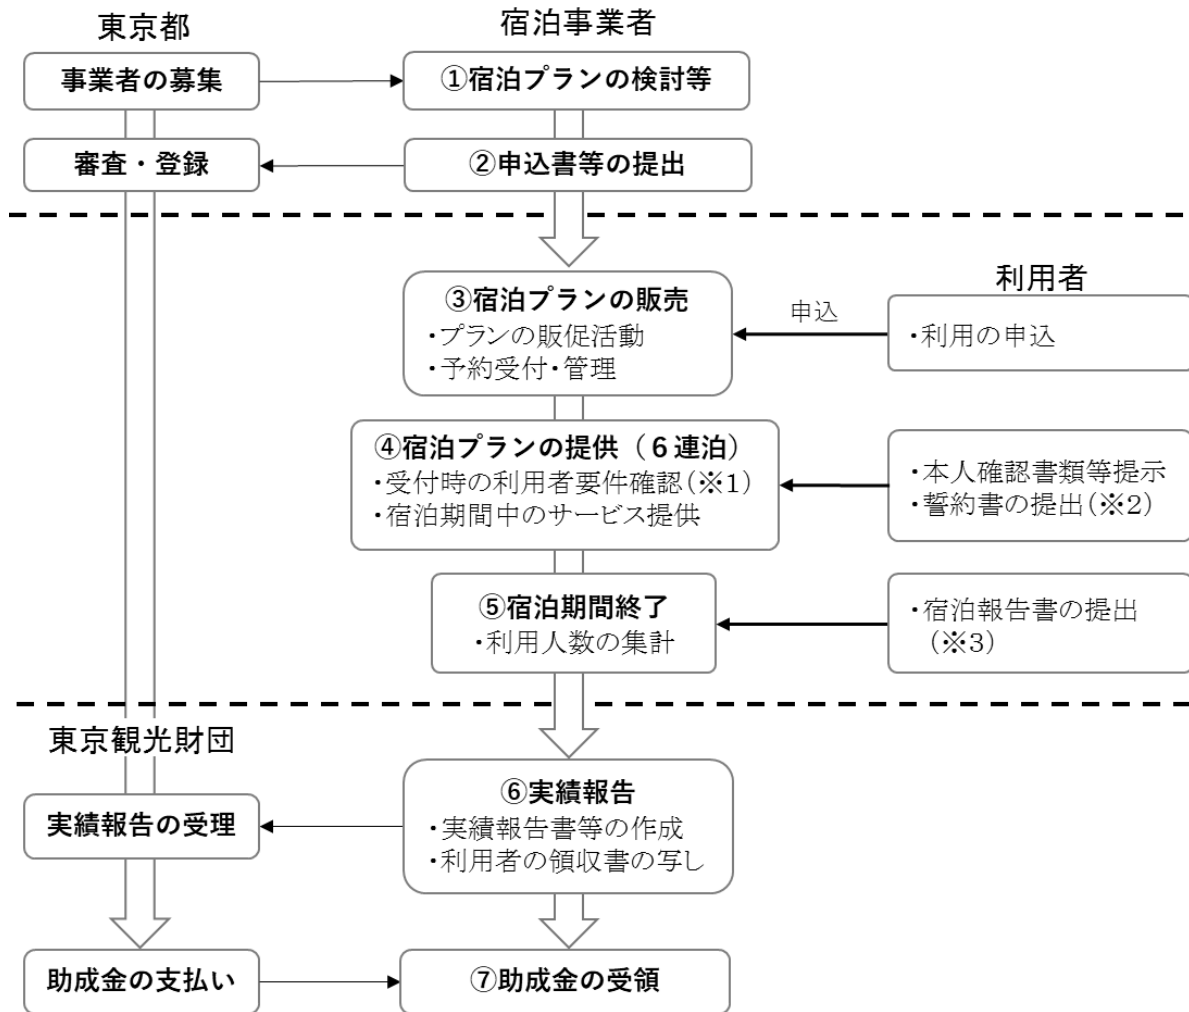 東京都
宿泊事業者
事業者の募集
①宿泊プランの検討等
審査・登録
②申込書等の提出
利用者
③宿泊プランの販売
・プランの販促活動
・予約受付・管理
申込
・利用の申込
④宿泊プランの提供（６連泊）
・受付時の利用者要件確認(※1)
・宿泊期間中のサービス提供
・本人確認書類等提示
・誓約書の提出(※2)
⑤宿泊期間終了
・利用人数の集計
・宿泊報告書の提出
（※3）
東京観光財団
実績報告の受理
⑥実績報告
・実績報告書等の作成
・利用者の領収書の写し
助成金の支払い
⑦助成金の受領